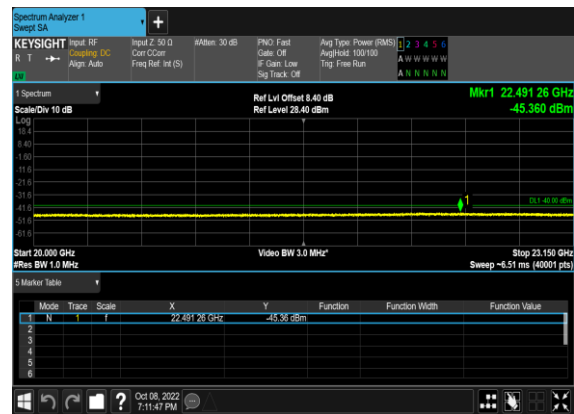 Spectrum Analyzer 1
Swept SA
KEYSIGHT Input: RF Input Z: 50 Ω #Atten: 30 dB PNO: Fast Avg Type: Power (RMS) 1 2 3 4 5 6
R T Coupling: DC Corr CCorr Gate: Off Avg|Hold: 100/100 A W W W W W
Align: Auto Freq Ref: Int (S) IF Gain: Low Trig: Free Run
Sig Track: Off A N N N N N
1 Spectrum Ref Lvl Offset 8.40 dB Mkr1 22.491 26 GHz
Scale/Div 10 dB Ref Level 28.40 dBm -45.360 dBm
Log
18.4
8.40
-1.60
-11.6
-21.6
-31.6
1
DL1 -40.00 dBm
-41.6
-51.6
-61.6
Start 20.000 GHz Video BW 3.0 MHz* Stop 23.150 GHz
#Res BW 1.0 MHz Sweep ~6.51 ms (40001 pts)
5 Marker Table
Mode Trace Scale X Y Function Function Width Function Value
1 N 1 f 22.491 26 GHz -45.36 dBm
2
3
4
5
6
? Oct 08, 2022
7:11:47 PM